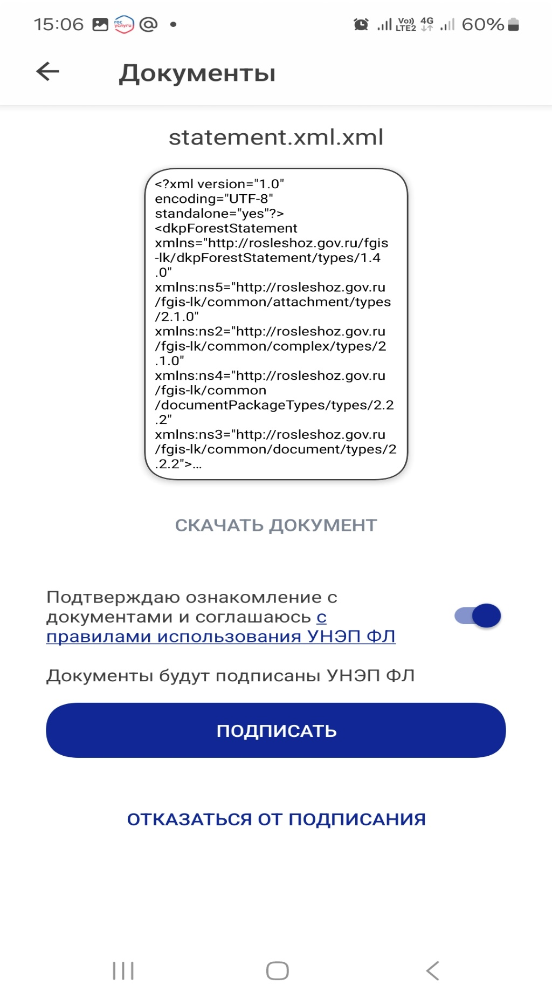 15:06 гос услуги @ • Vo)) LTE2 4G 60%
Документы
statement.xml.xml
<?xml version="1.0"
encoding="UTF-8"
standalone="yes"?>
<dkpForestStatement
xmlns="http://rosleshoz.gov.ru/fgis
-lk/dkpForestStatement/types/1.4
.0"
xmlns:ns5="http://rosleshoz.gov.ru
/fgis-lk/common/attachment/types
/2.1.0"
xmlns:ns2="http://rosleshoz.gov.ru
/fgis-lk/common/complex/types/2
.1.0"
xmlns:ns4="http://rosleshoz.gov.ru
/fgis-lk/common
/documentPackageTypes/types/2.2
.2"
xmlns:ns3="http://rosleshoz.gov.ru
/fgis-lk/common/document/types/2
.2.2">...
СКАЧАТЬ ДОКУМЕНТ
Подтверждаю ознакомление с
документами и соглашаюсь с
правилами использования УНЭП ФЛ
Документы будут подписаны УНЭП ФЛ
ПОДПИСАТЬ
ОТКАЗАТЬСЯ ОТ ПОДПИСАНИЯ